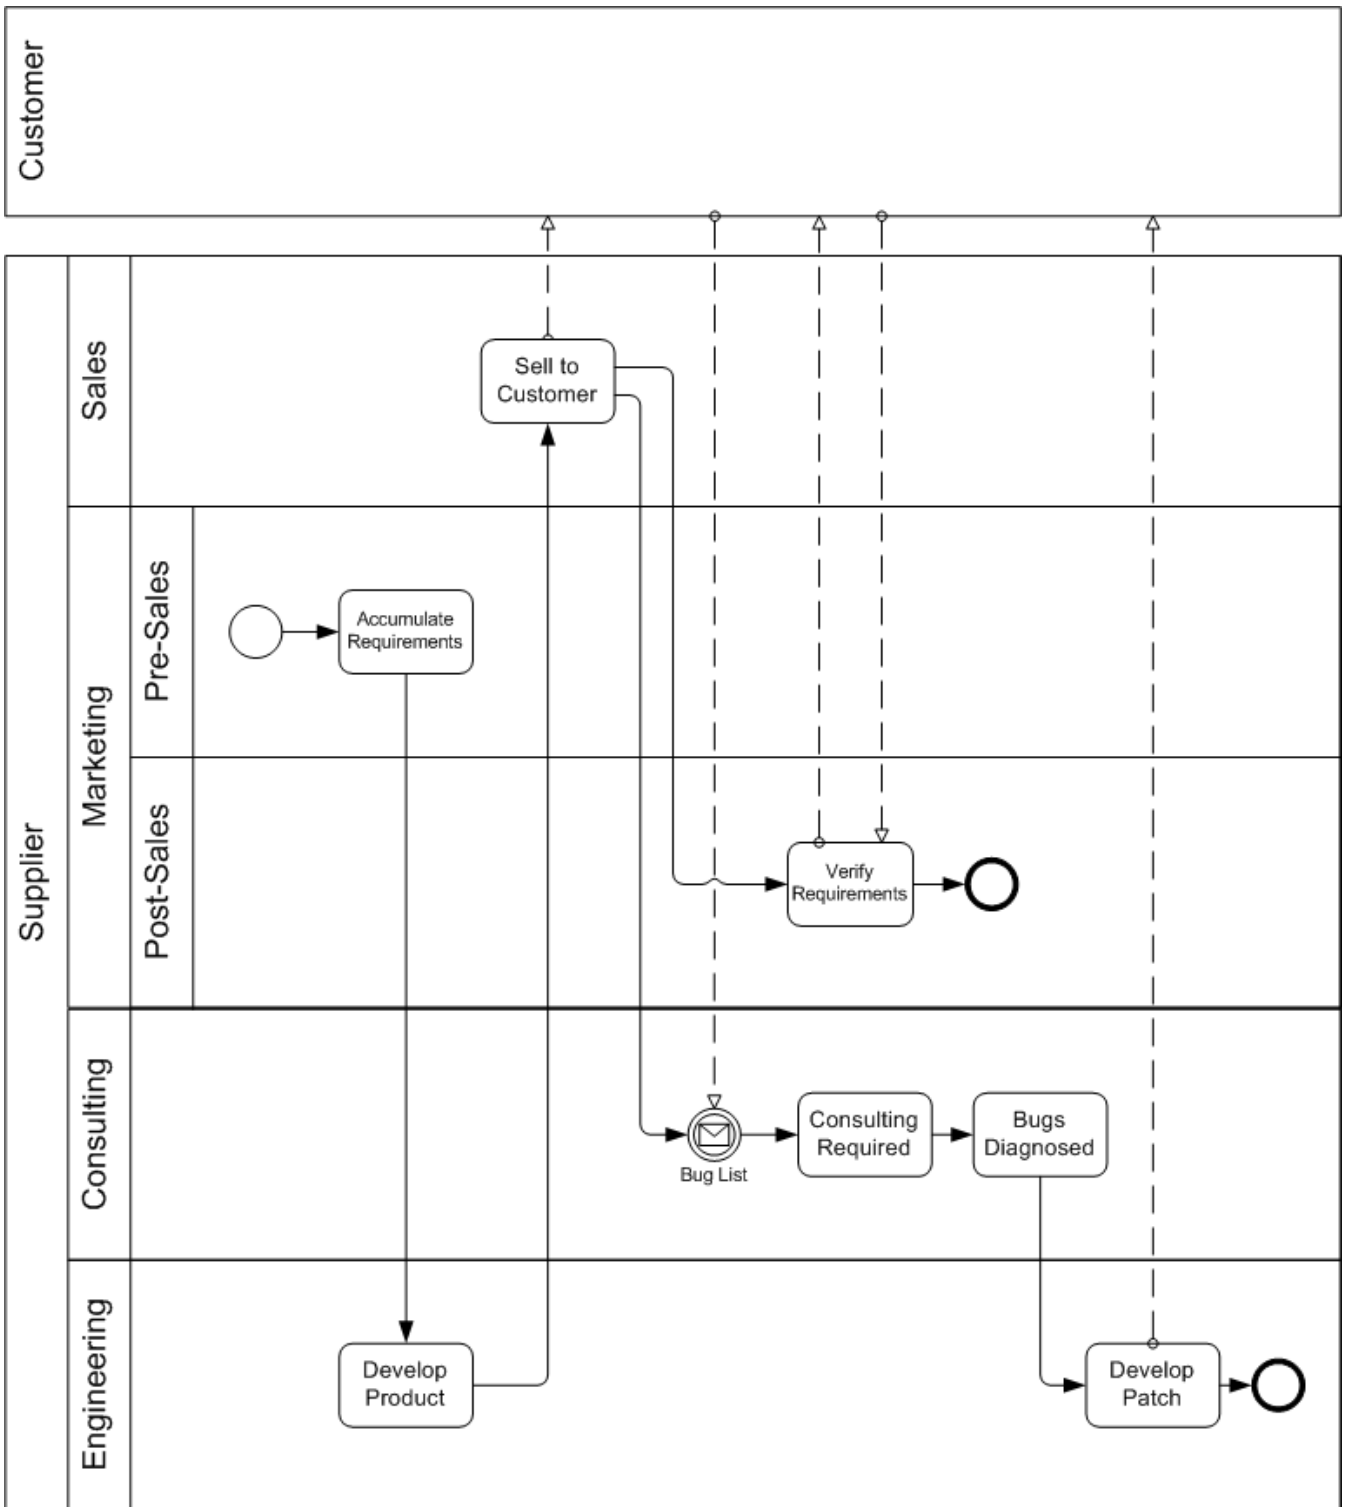 Customer
Supplier
Sales
Sell to
Customer
Marketing
Pre-Sales
Accumulate
Requirements
Post-Sales
Verify
Requirements
Consulting
Bug List
Consulting
Required
Bugs
Diagnosed
Engineering
Develop
Product
Develop
Patch